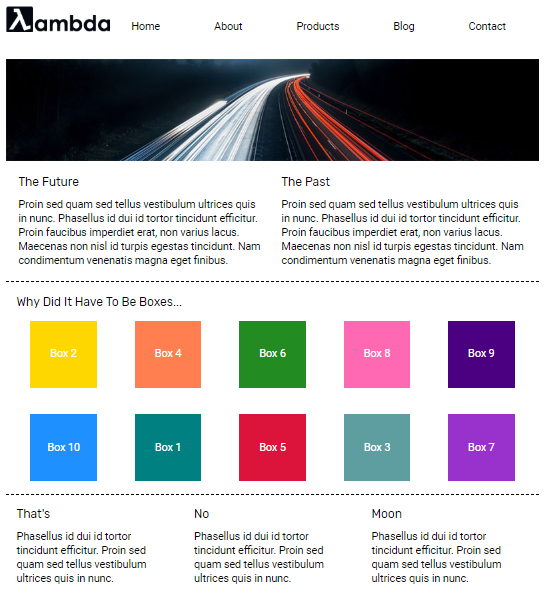 λambda
Home About Products Blog Contact
The Future
Proin sed quam sed tellus vestibulum ultrices quis
in nunc. Phasellus id dui id tortor tincidunt efficitur.
Proin faucibus imperdiet erat, non varius lacus.
Maecenas non nisl id turpis egestas tincidunt. Nam
condimentum venenatis magna eget finibus.
The Past
Proin sed quam sed tellus vestibulum ultrices quis
in nunc. Phasellus id dui id tortor tincidunt efficitur.
Proin faucibus imperdiet erat, non varius lacus.
Maecenas non nisl id turpis egestas tincidunt. Nam
condimentum venenatis magna eget finibus.
Why Did It Have To Be Boxes...
Box 2 Box 4 Box 6 Box 8 Box 9
Box 10 Box 1 Box 5 Box 3 Box 7
That's
Phasellus id dui id tortor
tincidunt efficitur. Proin sed
quam sed tellus vestibulum
ultrices quis in nunc.
No
Phasellus id dui id tortor
tincidunt efficitur. Proin sed
quam sed tellus vestibulum
ultrices quis in nunc.
Moon
Phasellus id dui id tortor
tincidunt efficitur. Proin sed
quam sed tellus vestibulum
ultrices quis in nunc.